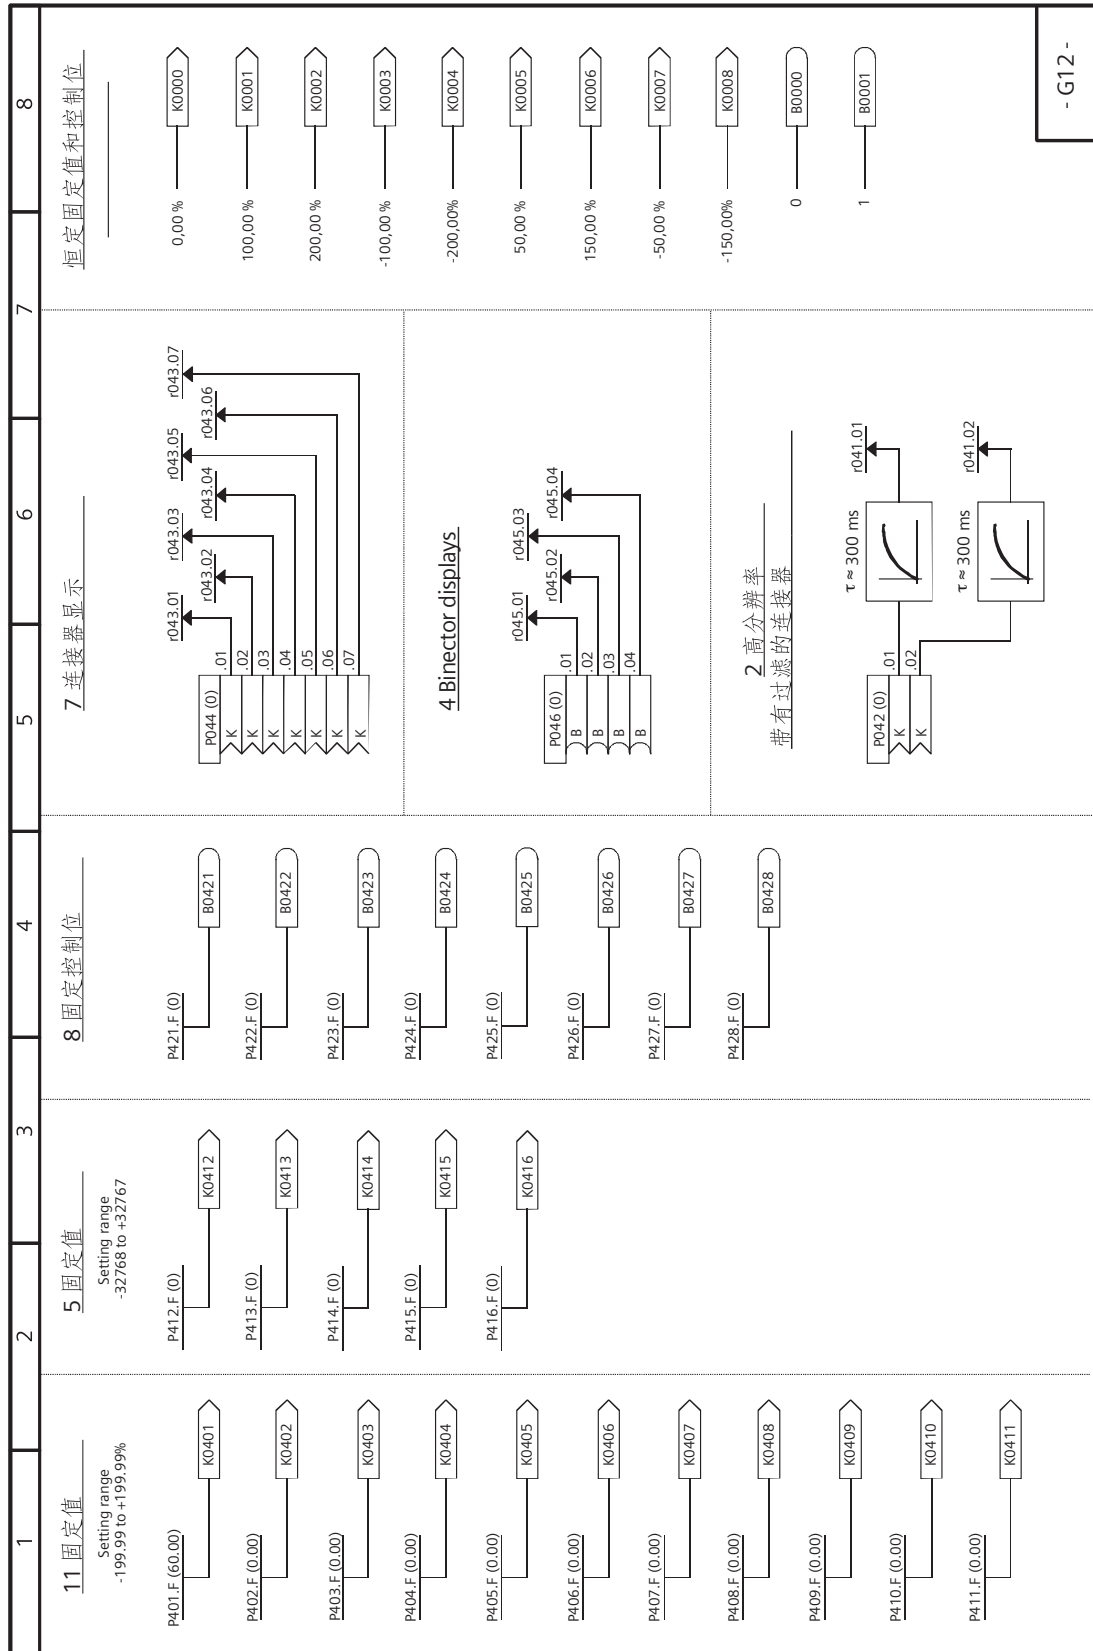 1 2 3 4 5 6 7 8
11 固定值
Setting range
-199.99 to +199.99%
P401.F (60.00)
K0401
P402.F (0.00)
K0402
P403.F (0.00)
K0403
P404.F (0.00)
K0404
P405.F (0.00)
K0405
P406.F (0.00)
K0406
P407.F (0.00)
K0407
P408.F (0.00)
K0408
P409.F (0.00)
K0409
P410.F (0.00)
K0410
P411.F (0.00)
K0411
5 固定值
Setting range
-32768 to +32767
P412.F (0)
K0412
P413.F (0)
K0413
P414.F (0)
K0414
P415.F (0)
K0415
P416.F (0)
K0416
8 固定控制位
P421.F (0)
B0421
P422.F (0)
B0422
P423.F (0)
B0423
P424.F (0)
B0424
P425.F (0)
B0425
P426.F (0)
B0426
P427.F (0)
B0427
P428.F (0)
B0428
7 连接器显示
P044 (0)
K .01
K .02
K .03
K .04
K .05
K .06
K .07
r043.01
r043.02
r043.03
r043.04
r043.05
r043.06
r043.07
4 Binector displays
P046 (0)
B .01
B .02
B .03
B .04
r045.01
r045.02
r045.03
r045.04
2 高分辨率
带有过滤的连接器
P042 (0)
K .01
K .02
τ ≈ 300 ms
r041.01
τ ≈ 300 ms
r041.02
恒定固定值和控制位
0,00 %
K0000
100,00 %
K0001
200,00 %
K0002
-100,00 %
K0003
-200,00%
K0004
50,00 %
K0005
150,00 %
K0006
-50,00 %
K0007
-150,00%
K0008
0
B0000
1
B0001
- G12 -